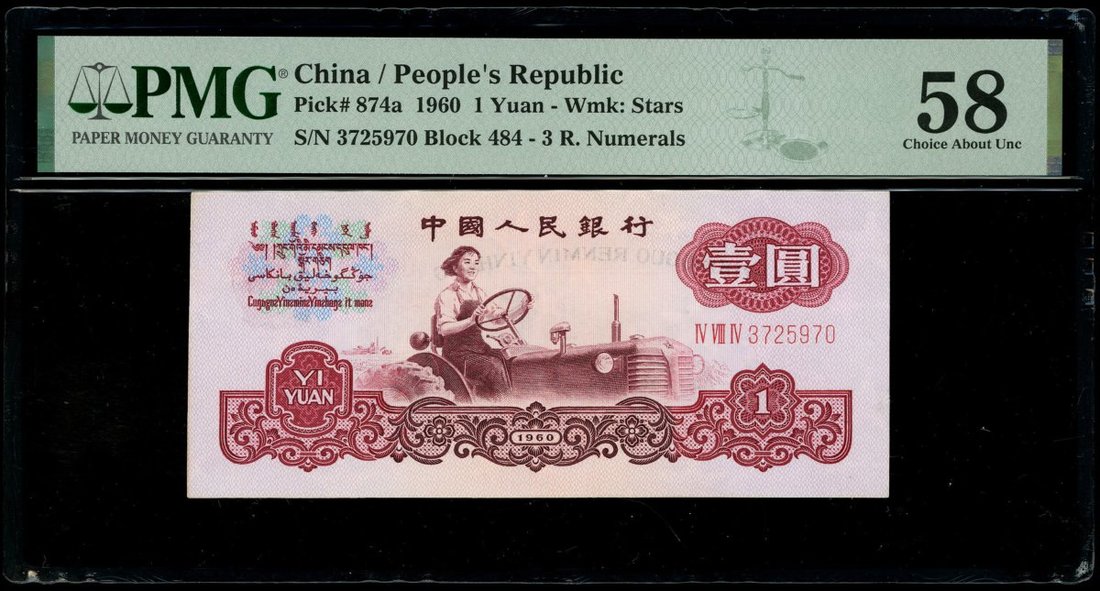 PMG®
PAPER MONEY GUARANTY
China / People's Republic
Pick# 874a 1960 1 Yuan - Wmk: Stars
S/N 3725970 Block 484 - 3 R. Numerals
58
Choice About Unc
中國人民銀行
壹圓
IV VIII IV 3725970
YI
YUAN
1960
1